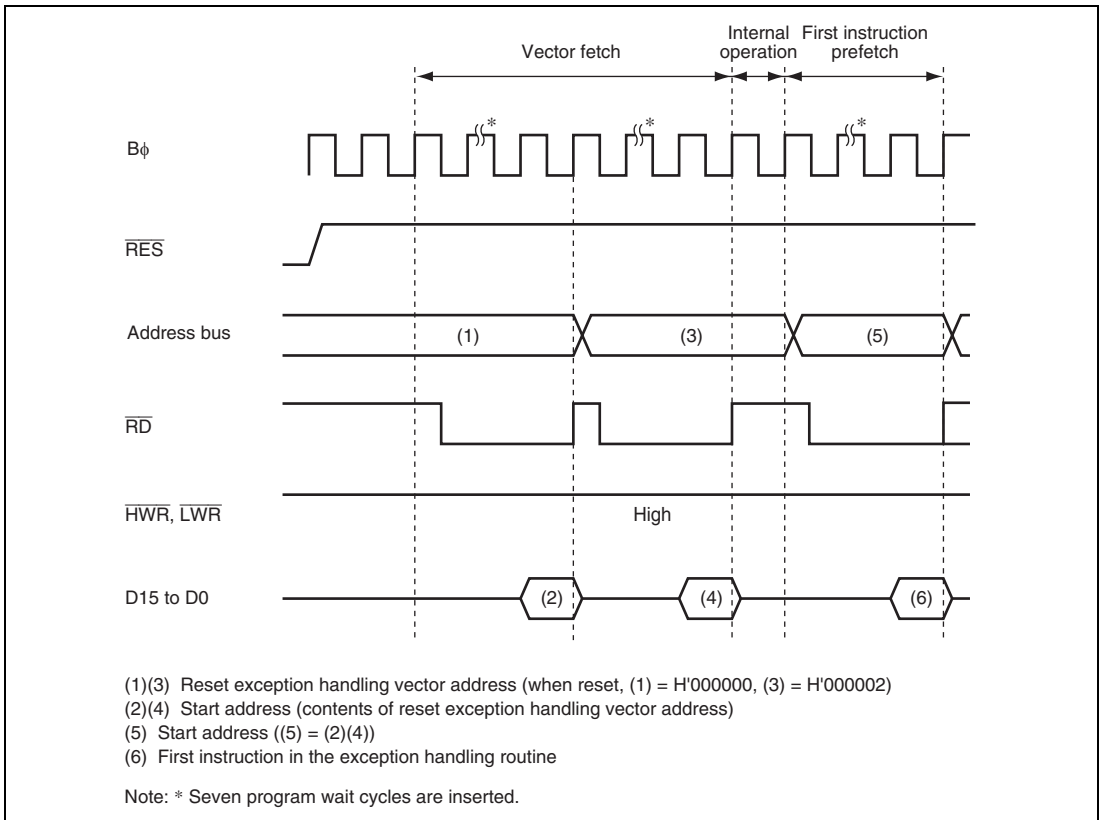 Vector fetch
Internal operation
First instruction prefetch
*
*
*
Bφ
RES
Address bus
(1)
(3)
(5)
RD
HWR, LWR
High
D15 to D0
(2)
(4)
(6)
(1)(3) Reset exception handling vector address (when reset, (1) = H'000000, (3) = H'000002)
(2)(4) Start address (contents of reset exception handling vector address)
(5) Start address ((5) = (2)(4))
(6) First instruction in the exception handling routine
Note: * Seven program wait cycles are inserted.